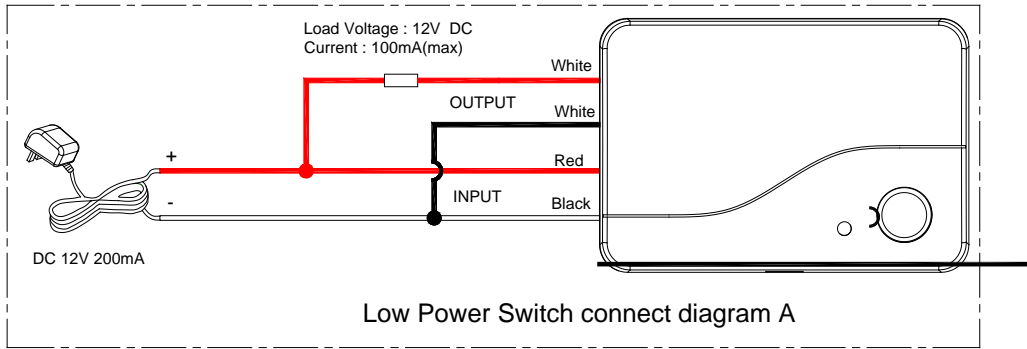 Load Voltage : 12V  DC
Current : 100mA(max)
White
OUTPUT
White
+
Red
INPUT
-
Black
DC 12V 200mA
Low Power Switch connect diagram A